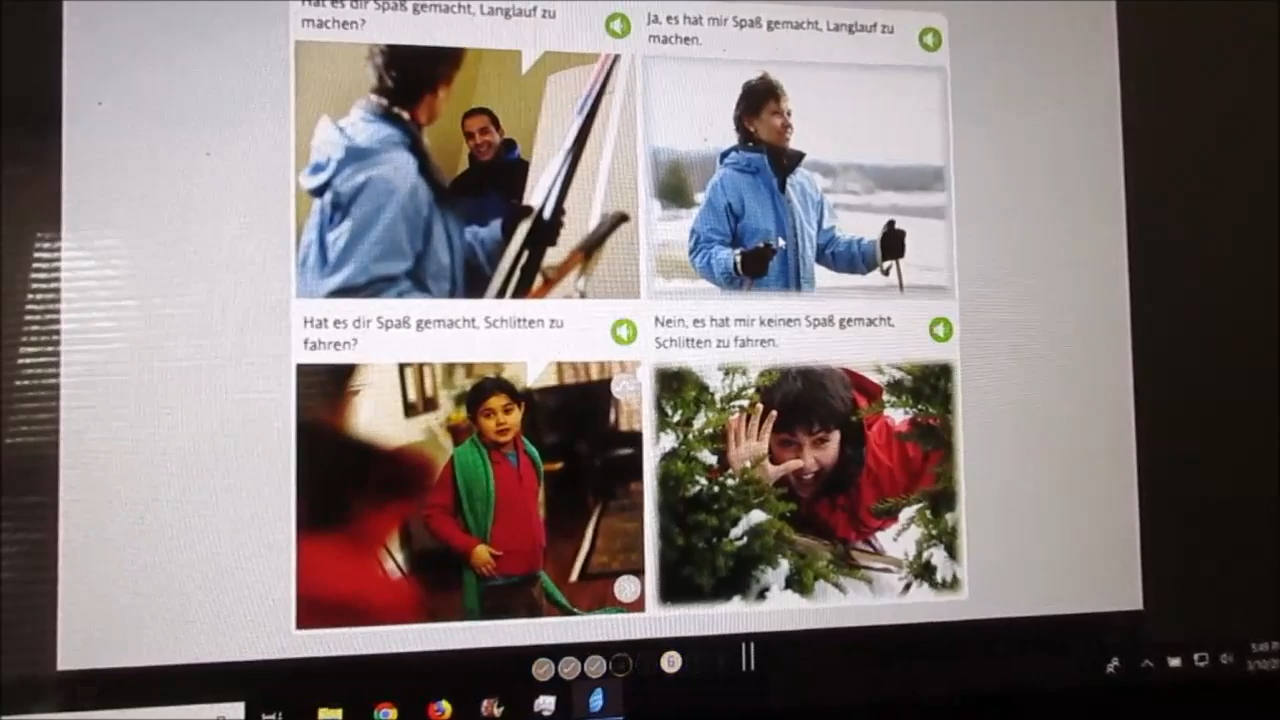 Hat es dir Spaß gemacht, Langlauf zu
machen?
Ja, es hat mir Spaß gemacht, Langlauf zu
machen.
Hat es dir Spaß gemacht, Schlitten zu
fahren?
Nein, es hat mir keinen Spaß gemacht,
Schlitten zu fahren.
6